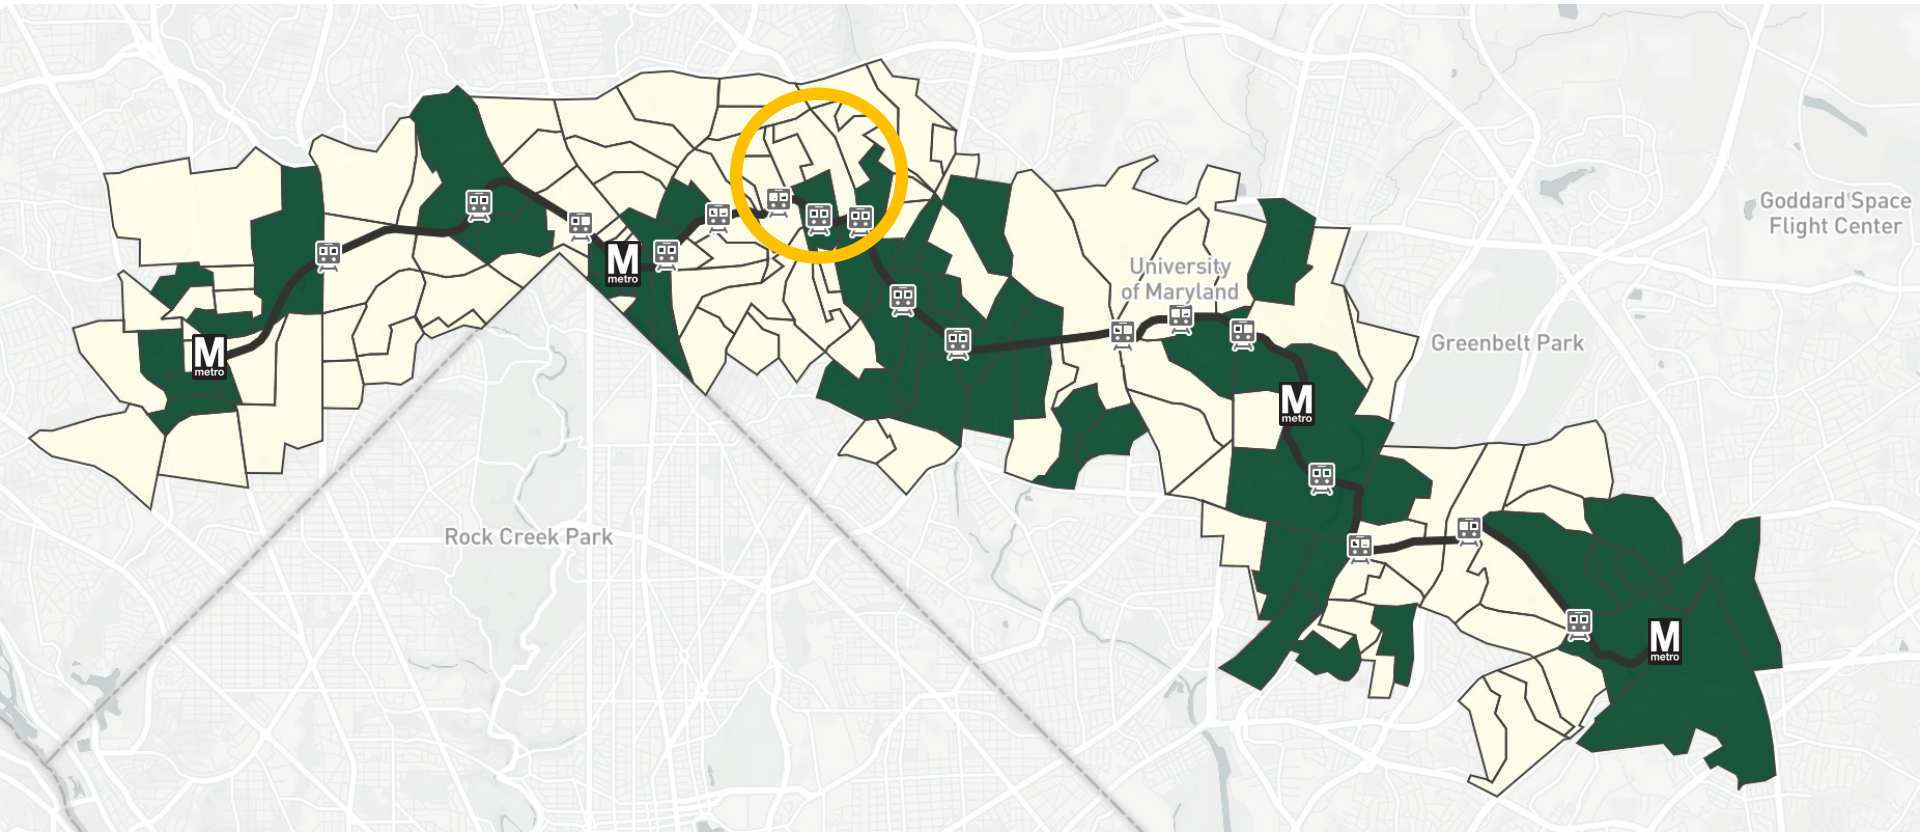 Goddard Space
Flight Center
University
of Maryland
M
metro
Greenbelt Park
M
metro
M
metro
Rock Creek Park
M
metro